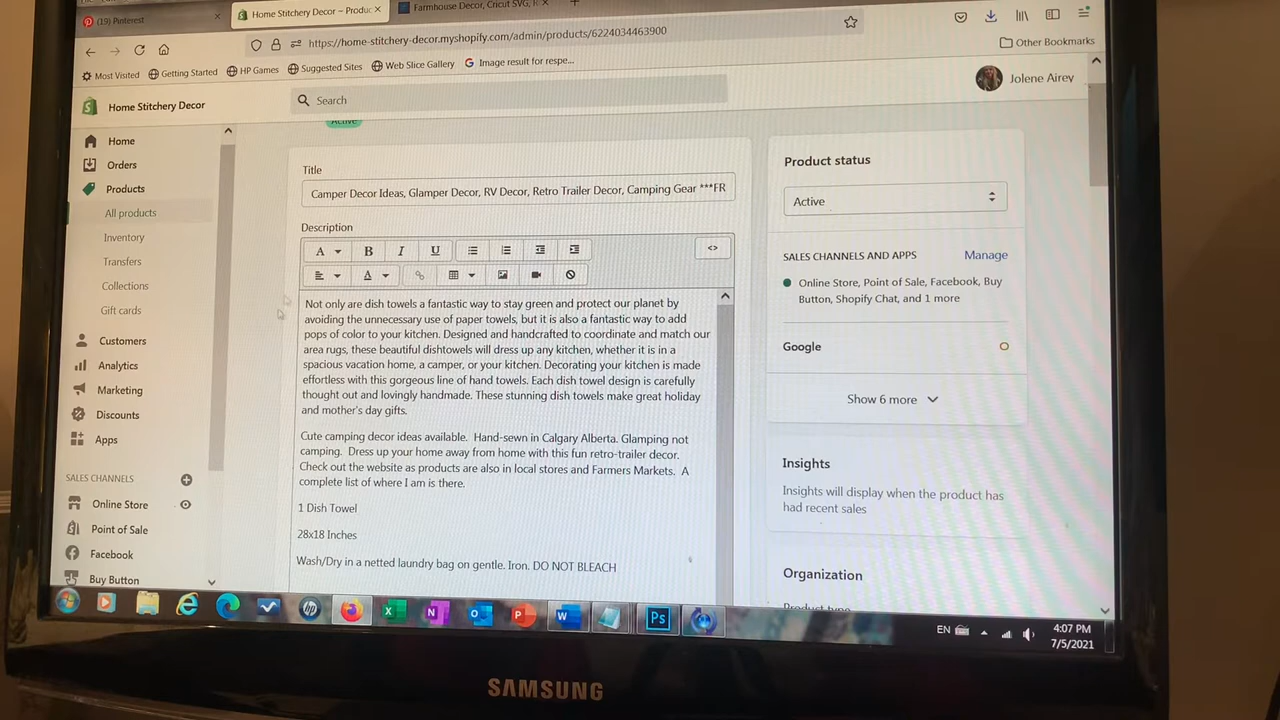 (19) Pinterest
Home Stitchery Decor – Produc
Farmhouse Decor, Cricut SVG,
https://home-stitchery-decor.myshopify.com/admin/products/6224034463900
Most Visited
Getting Started
HP Games
Suggested Sites
Web Slice Gallery
Image result for respe...
Other Bookmarks
Home Stitchery Decor
Search
Jolene Airey
Home
Orders
Products
All products
Inventory
Transfers
Collections
Gift cards
Customers
Analytics
Marketing
Discounts
Apps
SALES CHANNELS
Online Store
Point of Sale
Facebook
Buy Button
Active
Title
Camper Decor Ideas, Glamper Decor, RV Decor, Retro Trailer Decor, Camping Gear ***FR
Description
A B I U
<>
A
Not only are dish towels a fantastic way to stay green and protect our planet by
avoiding the unnecessary use of paper towels, but it is also a fantastic way to add
pops of color to your kitchen. Designed and handcrafted to coordinate and match our
area rugs, these beautiful dishtowels will dress up any kitchen, whether it is in a
spacious vacation home, a camper, or your kitchen. Decorating your kitchen is made
effortless with this gorgeous line of hand towels. Each dish towel design is carefully
thought out and lovingly handmade. These stunning dish towels make great holiday
and mother's day gifts.
Cute camping decor ideas available. Hand-sewn in Calgary Alberta. Glamping not
camping. Dress up your home away from home with this fun retro-trailer decor.
Check out the website as products are also in local stores and Farmers Markets. A
complete list of where I am is there.
1 Dish Towel
28x18 Inches
Wash/Dry in a netted laundry bag on gentle. Iron. DO NOT BLEACH
Product status
Active
SALES CHANNELS AND APPS
Manage
Online Store, Point of Sale, Facebook, Buy
Button, Shopify Chat, and 1 more
Google
Show 6 more
Insights
Insights will display when the product has
had recent sales
Organization
Product type
hp
Ps
EN
4:07 PM
7/5/2021
SAMSUNG